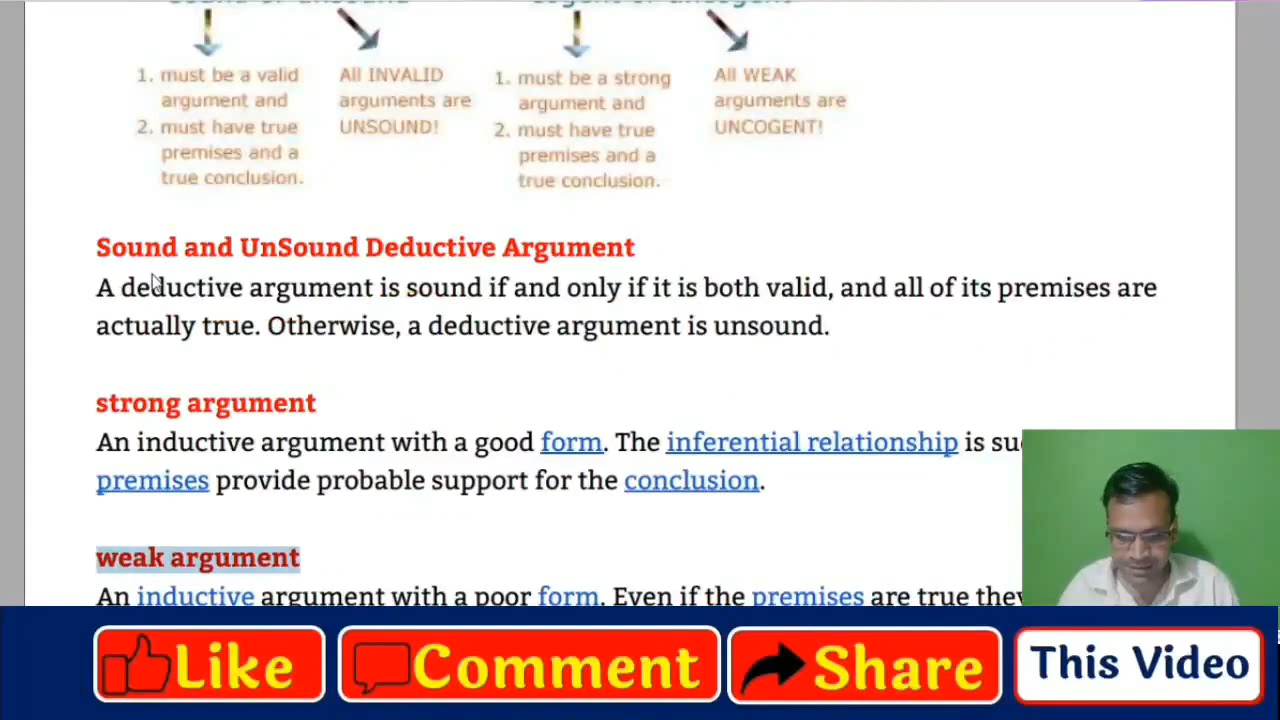 1. must be a valid
argument and
2. must have true
premises and a
true conclusion.
All INVALID
arguments are
UNSOUND!
1. must be a strong
argument and
2. must have true
premises and a
true conclusion.
All WEAK
arguments are
UNCOGENT!
Sound and UnSound Deductive Argument
A deductive argument is sound if and only if it is both valid, and all of its premises are
actually true. Otherwise, a deductive argument is unsound.
strong argument
An inductive argument with a good form. The inferential relationship is
premises provide probable support for the conclusion.
weak argument
An inductive argument with a poor form. Even if the premises are true
Like
Comment
Share
This Video